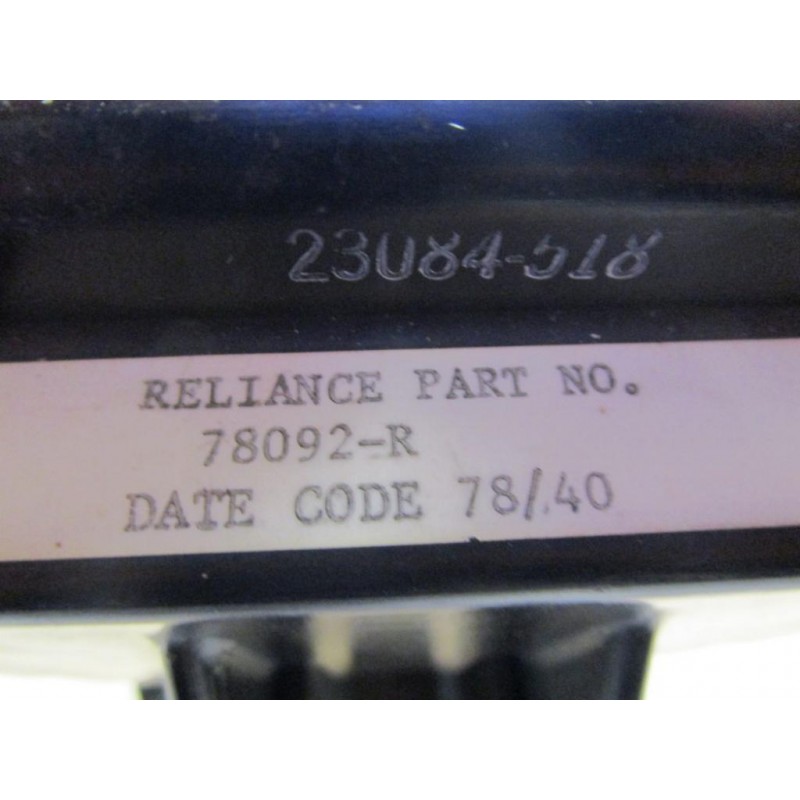 23084-518
RELIANCE PART NO.
78092-R
DATE CODE 78/.40